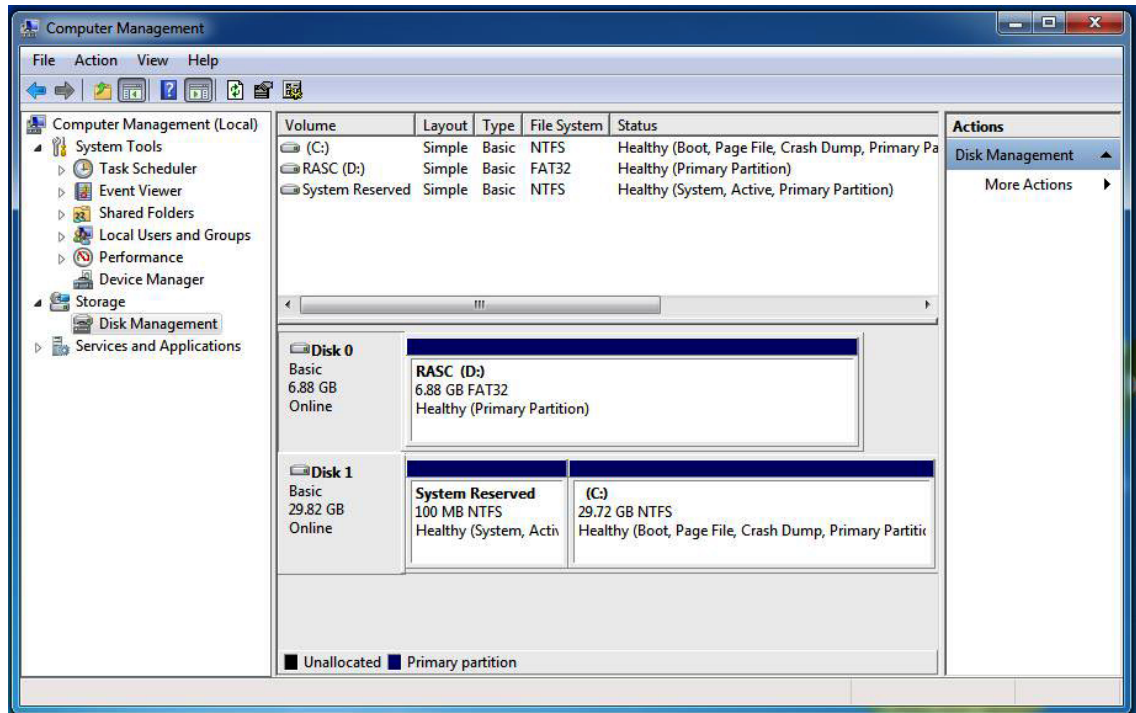 Computer Management
File Action View Help
Computer Management (Local)
System Tools
Task Scheduler
Event Viewer
Shared Folders
Local Users and Groups
Performance
Device Manager
Storage
Disk Management
Services and Applications
Volume Layout Type File System Status
(C:) Simple Basic NTFS Healthy (Boot, Page File, Crash Dump, Primary Pa
RASC (D:) Simple Basic FAT32 Healthy (Primary Partition)
System Reserved Simple Basic NTFS Healthy (System, Active, Primary Partition)
Disk 0
Basic
6.88 GB
Online
RASC (D:)
6.88 GB FAT32
Healthy (Primary Partition)
Disk 1
Basic
29.82 GB
Online
System Reserved
100 MB NTFS
Healthy (System, Activ
(C:)
29.72 GB NTFS
Healthy (Boot, Page File, Crash Dump, Primary Partitic
Unallocated Primary partition
Actions
Disk Management
More Actions